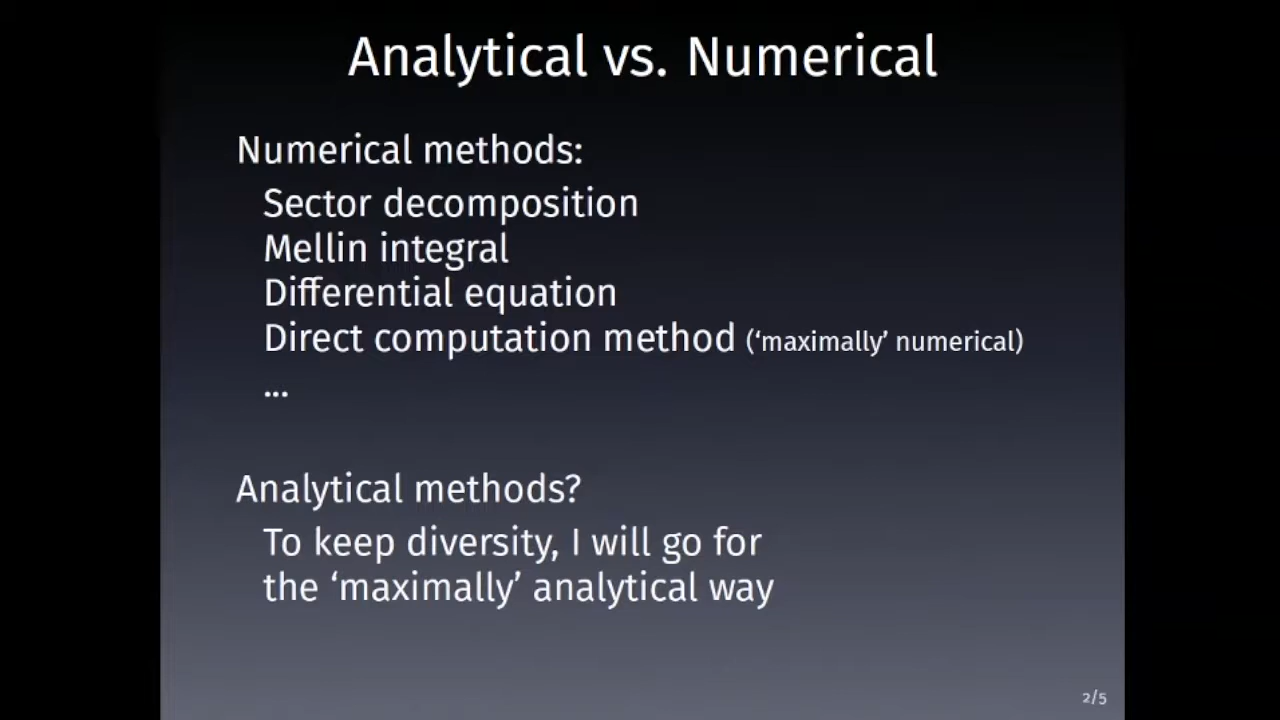 Analytical vs. Numerical
Numerical methods:
Sector decomposition
Mellin integral
Differential equation
Direct computation method (‘maximally’ numerical)
...
Analytical methods?
To keep diversity, I will go for
the ‘maximally’ analytical way
2/5